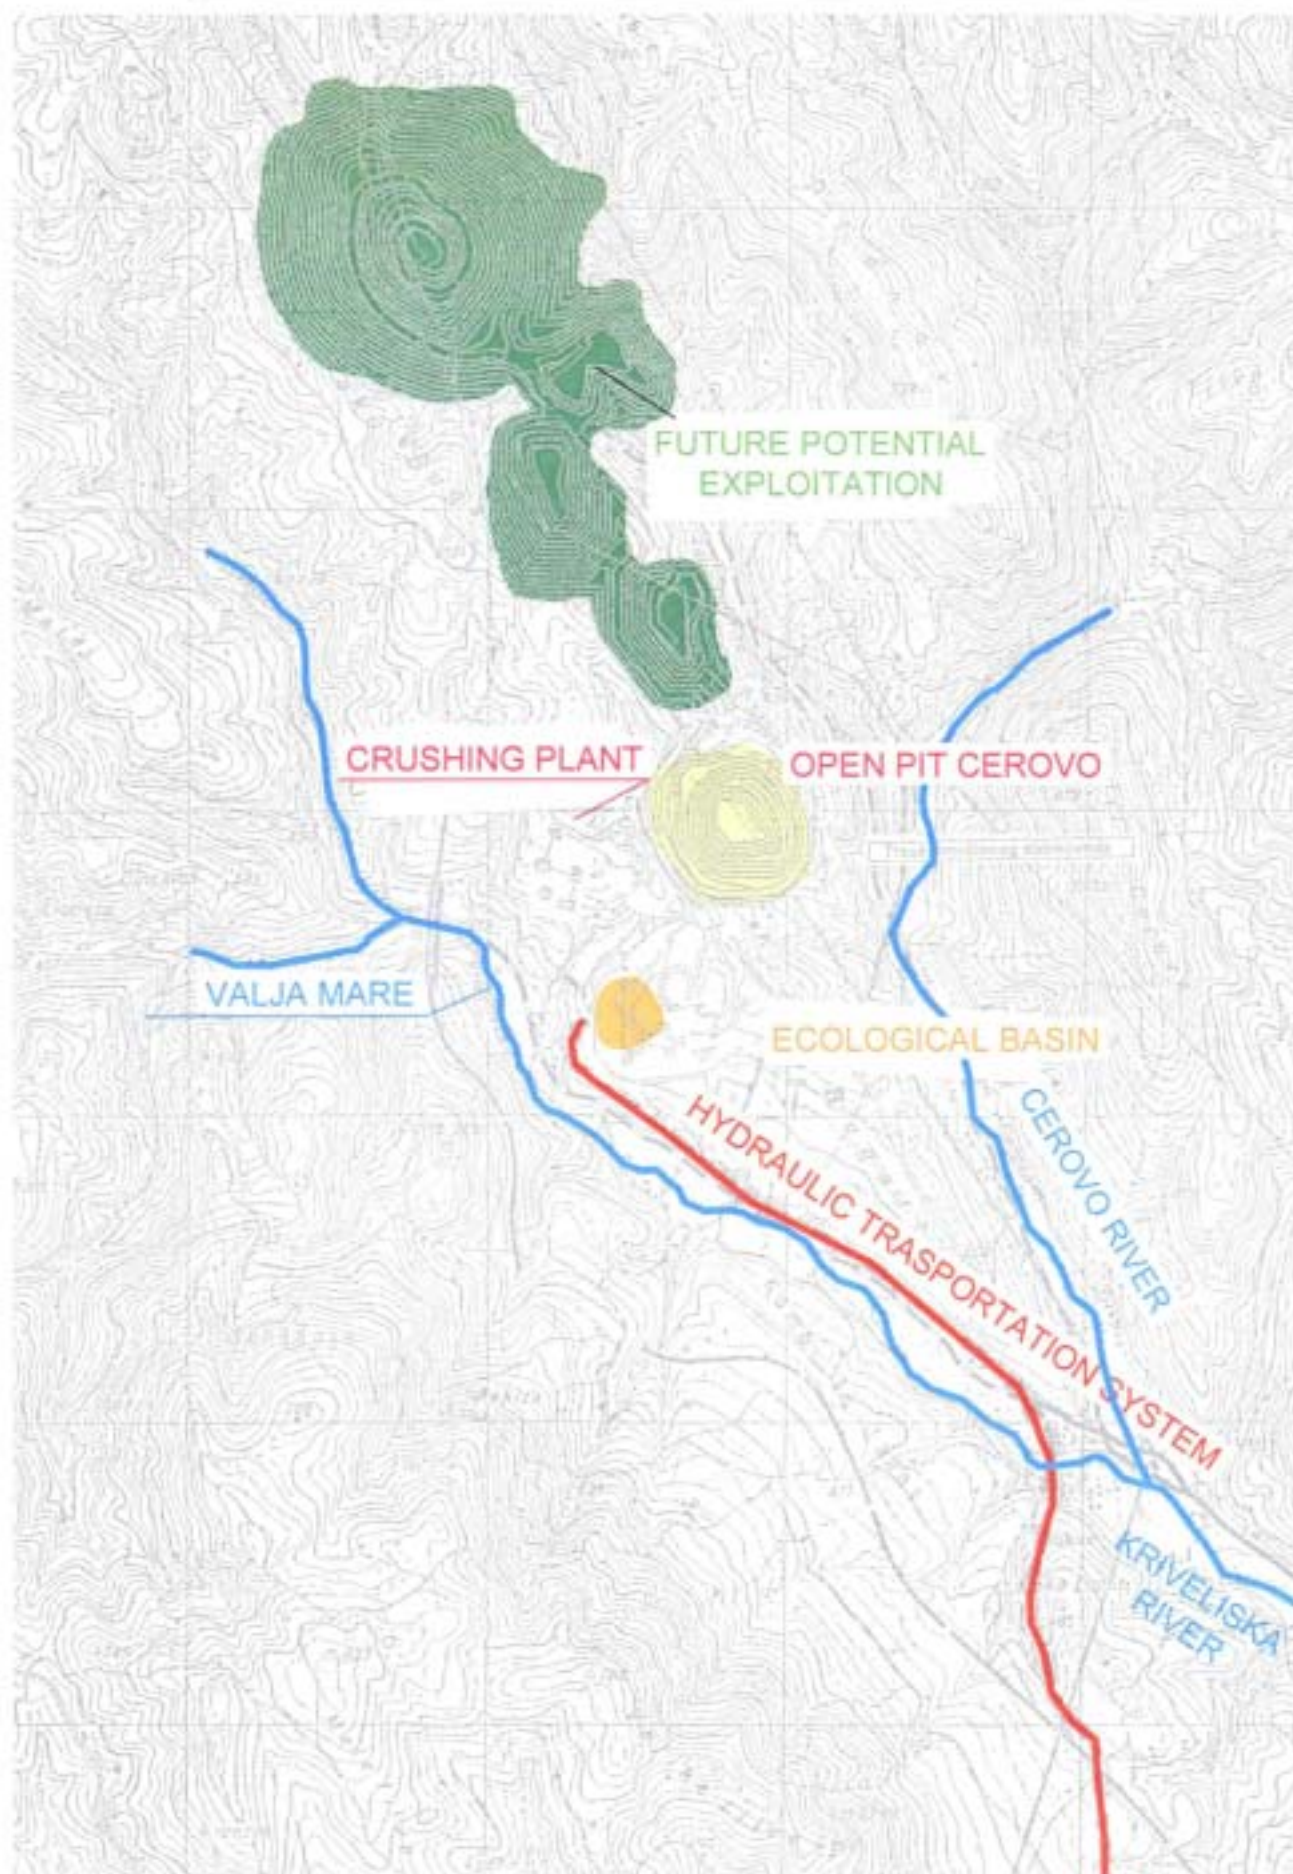 FUTURE POTENTIAL
EXPLOITATION
CRUSHING PLANT
OPEN PIT CEROVO
VALJA MARE
ECOLOGICAL BASIN
HYDRAULIC TRASPORTATION SYSTEM
CEROVO RIVER
KRIVELISKA
RIVER